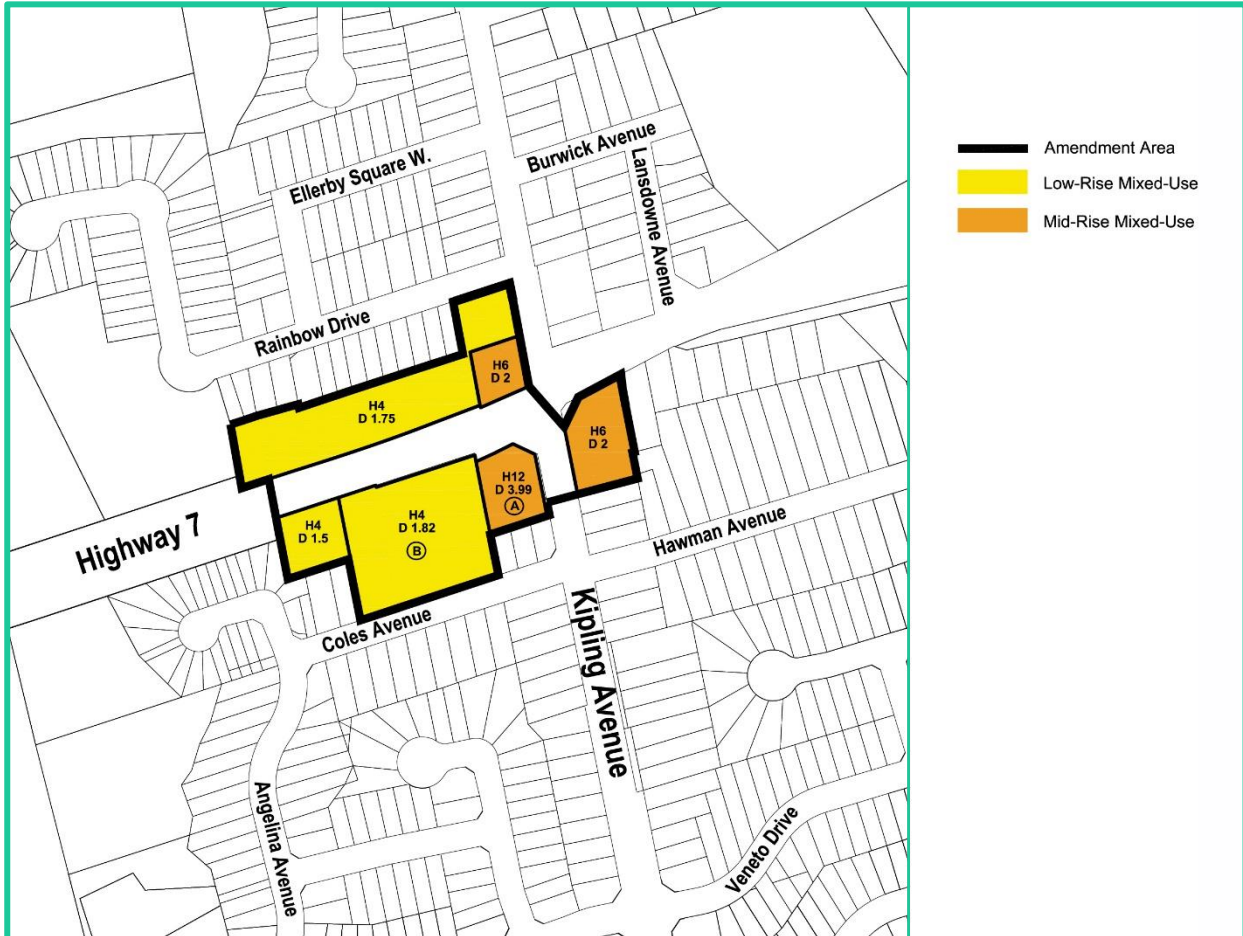 Burwick Avenue
Ellerby Square W.
Lansdowne Avenue
Rainbow Drive
H6
D 2
H4
D 1.75
H6
D 2
H12
D 3.99
A
H4
D 1.82
B
H4
D 1.5
Highway 7
Hawman Avenue
Coles Avenue
Kipling Avenue
Angelina Avenue
Veneto Drive
Amendment Area
Low-Rise Mixed-Use
Mid-Rise Mixed-Use